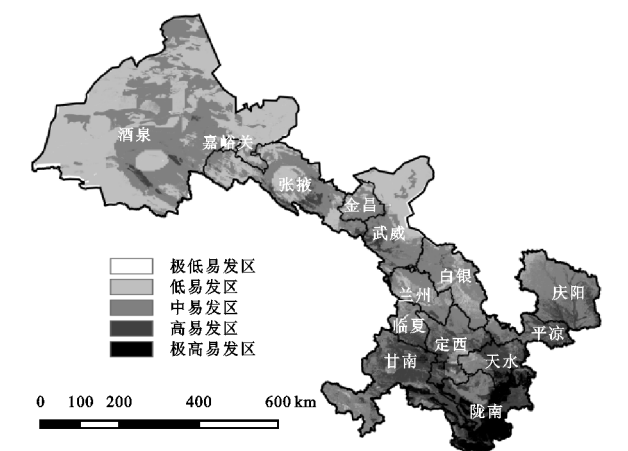 酒泉
嘉峪关
张掖
金昌
武威
白银
兰州
庆阳
临夏
定西
平凉
甘南
天水
陇南
极低易发区
低易发区
中易发区
高易发区
极高易发区
0 100 200 400 600 km